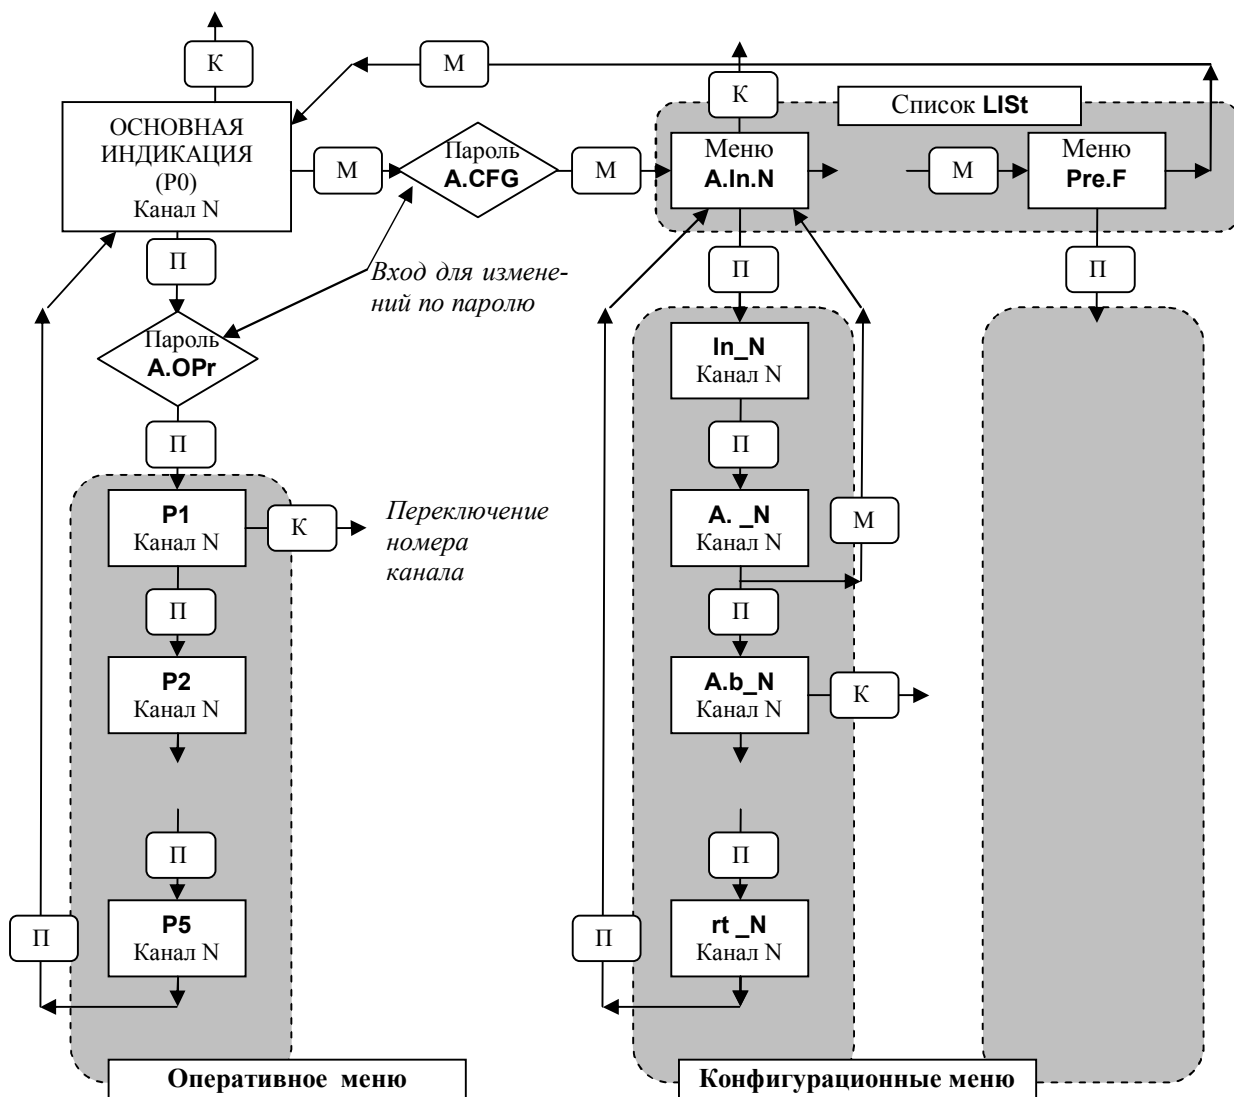 К
М
К
Список LISt
ОСНОВНАЯ
ИНДИКАЦИЯ
(P0)
Канал N
М
Пароль
A.CFG
М
Меню
A.In.N
М
Меню
Pre.F
П
Вход для измене-
ний по паролю
П
П
Пароль
A.OPr
In_N
Канал N
П
П
P1
Канал N
К
Переключение
номера
канала
A. _N
Канал N
М
П
П
P2
Канал N
A.b_N
Канал N
К
П
П
П
P5
Канал N
П
rt _N
Канал N
Оперативное меню
Конфигурационные меню